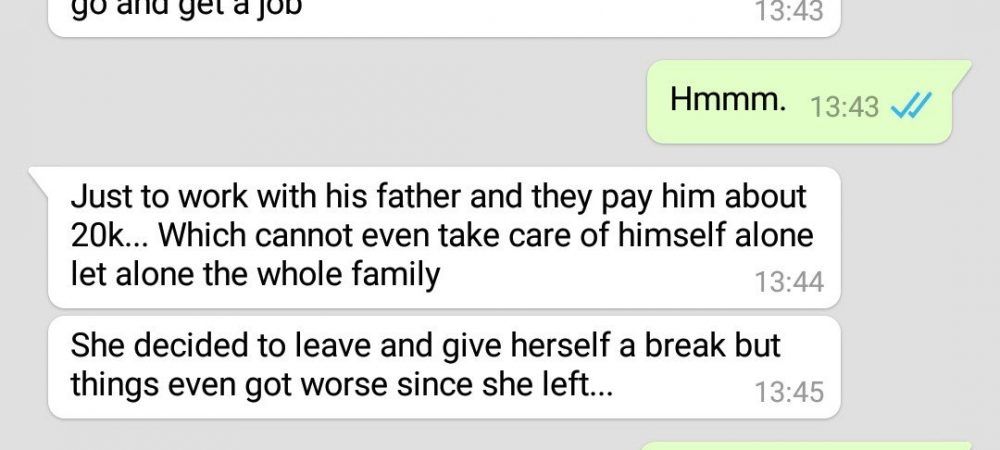 go and get a job
13:43
Hmmm. 13:43
Just to work with his father and they pay him about
20k... Which cannot even take care of himself alone
let alone the whole family
13:44
She decided to leave and give herself a break but
things even got worse since she left...
13:45